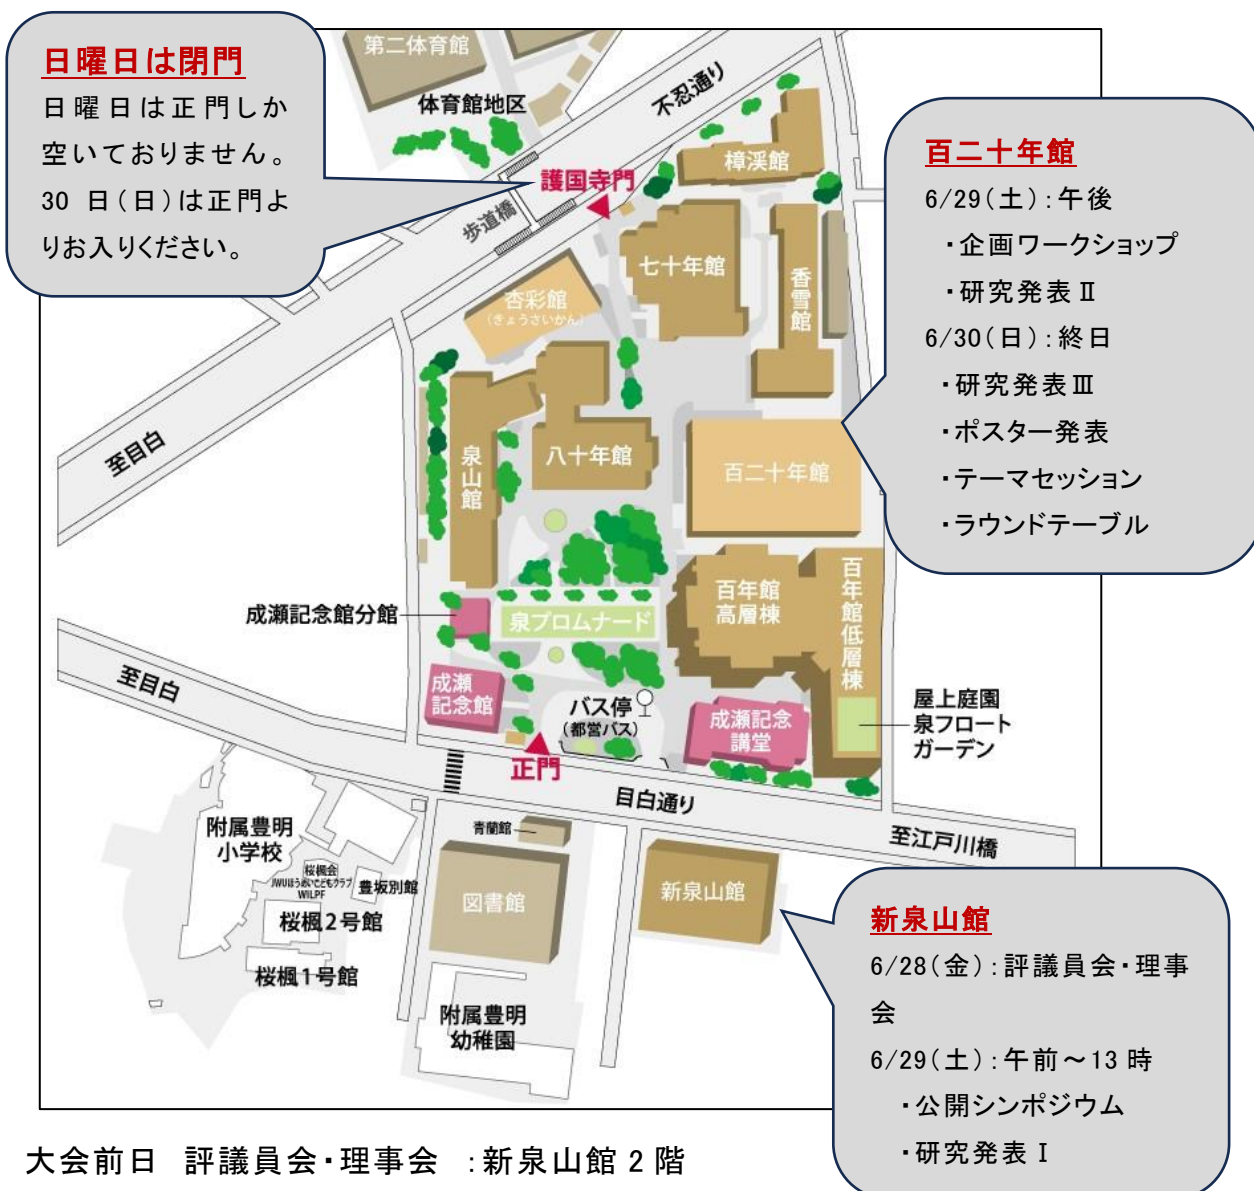 日曜日は閉門
日曜日は正門しか
空いておりません。
30 日(日)は正門よ
りお入りください。
第二体育館
体育館地区
不忍通り
護国寺門
歩道橋
樟渓館
七十年館
香雪館
杏彩館
(きょうさいかん)
至目白
泉山館
八十年館
百二十年館
百二十年館
6/29(土):午後
・企画ワークショップ
・研究発表Ⅱ
6/30(日):終日
・研究発表Ⅲ
・ポスター発表
・テーマセッション
・ラウンドテーブル
百年館
高層棟
百年館低層棟
成瀬記念館分館
泉プロムナード
至目白
成瀬
記念館
バス停
(都営バス)
成瀬記念
講堂
屋上庭園
泉フロート
ガーデン
正門
目白通り
至江戸川橋
附属豊明
小学校
桜楓会
JWUほうめいこどもクラブ
WILPF
豊坂別館
桜楓2号館
桜楓1号館
青蘭館
図書館
新泉山館
附属豊明
幼稚園
新泉山館
6/28(金):評議員会・理事
会
6/29(土):午前～13 時
・公開シンポジウム
・研究発表Ⅰ
大会前日 評議員会・理事会 :新泉山館 2 階